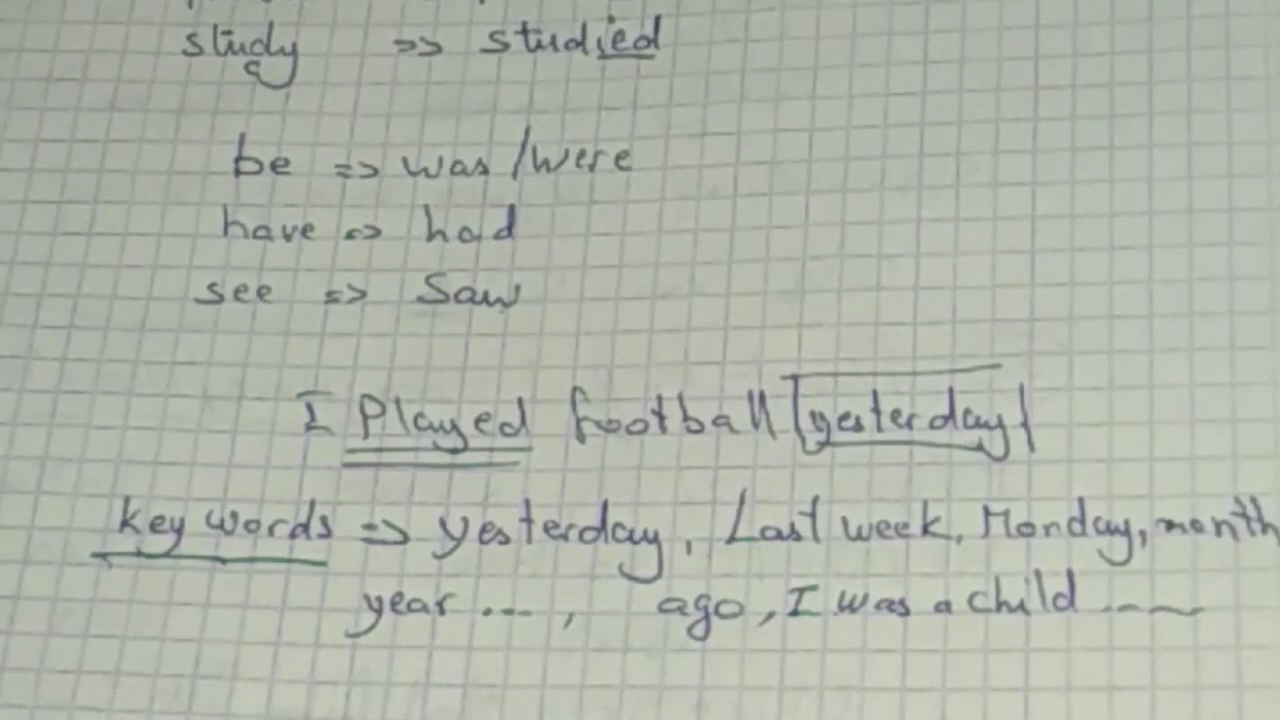 study => studied
be => was/were
have => had
see => Saw
I Played football yesterday
key words => yesterday, Last week, Monday, month
year ..., ago, I was a child ...